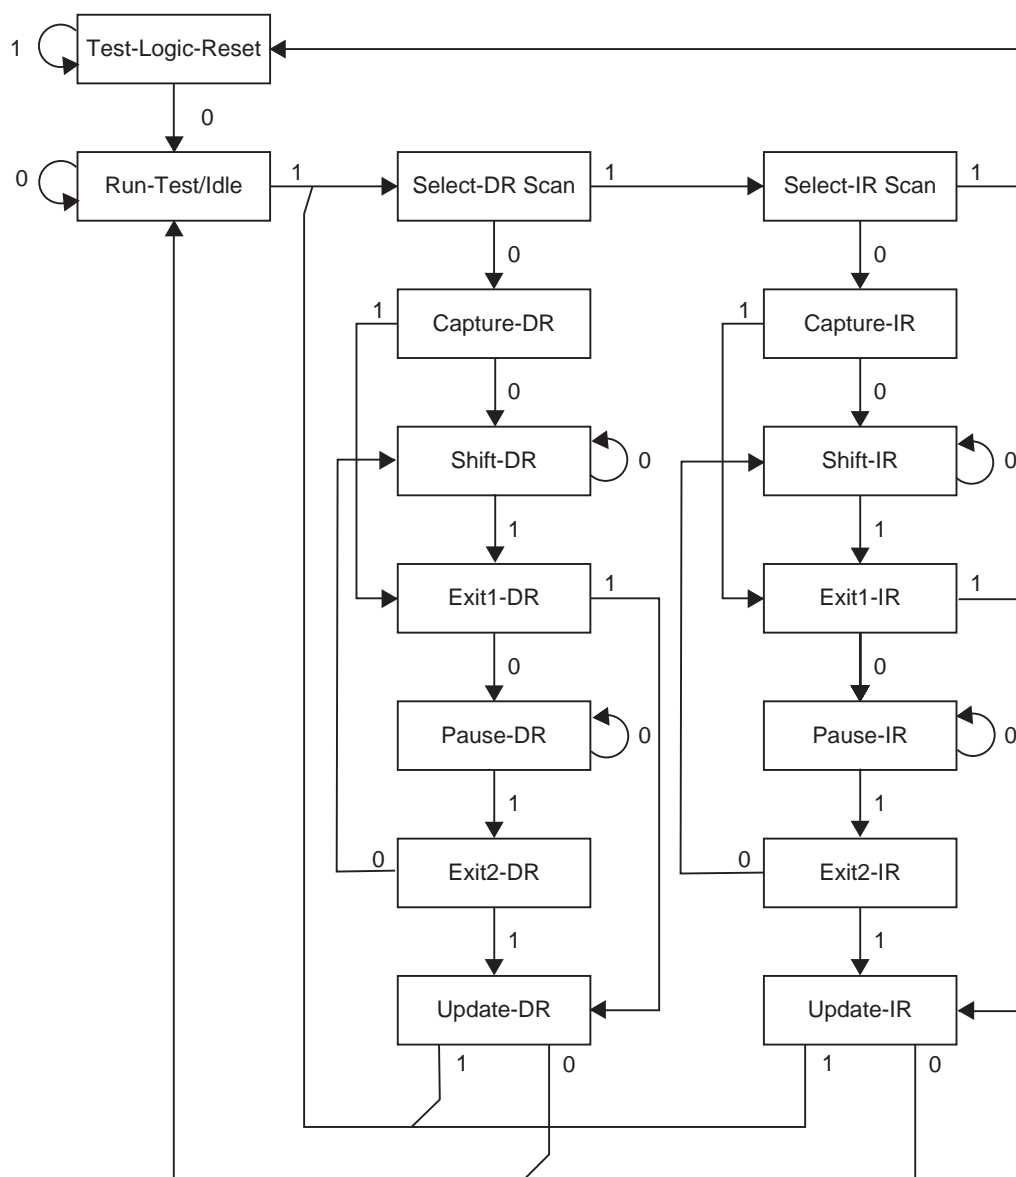 1 Test-Logic-Reset
0
0 Run-Test/Idle 1 Select-DR Scan 1 Select-IR Scan 1
0 0
1 Capture-DR 1 Capture-IR
0 0
Shift-DR 0 Shift-IR 0
1 1
Exit1-DR 1 Exit1-IR 1
0 0
Pause-DR 0 Pause-IR 0
1 1
0 Exit2-DR 0 Exit2-IR
1 1
Update-DR Update-IR
1 0 1 0